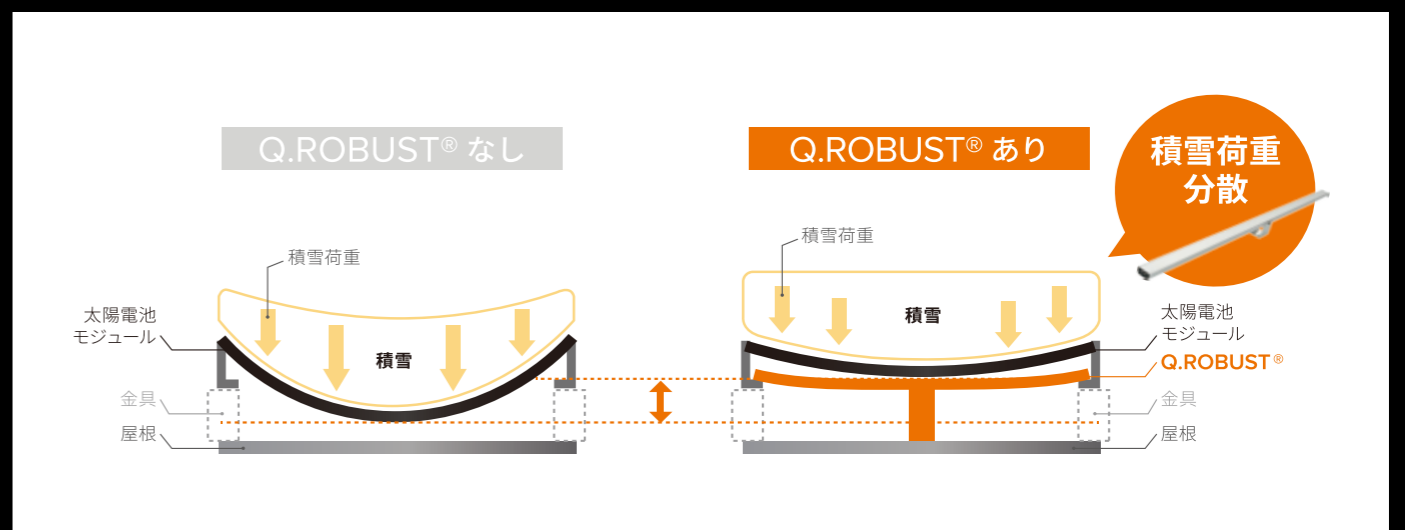 Q.ROBUST® なし
積雪荷重
太陽電池
モジュール
積雪
金具
屋根
Q.ROBUST® あり
積雪荷重
分散
積雪荷重
積雪
太陽電池
モジュール
Q.ROBUST®
金具
屋根